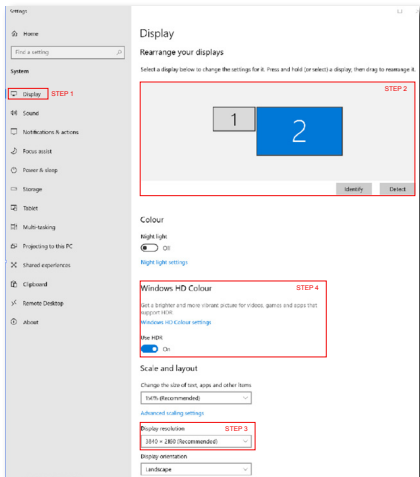 Settings
Home
Find a setting
System
Display
STEP 1
Sound
Notifications & actions
Focus assist
Power & sleep
Storage
Tablet
Multi-tasking
Projecting to this PC
Shared experiences
Clipboard
Remote Desktop
About
Display
Rearrange your displays
Select a display below to change the settings for it. Press and hold (or select) a display, then drag to rearrange it.
STEP 2
1
2
Identify
Detect
Colour
Night light
Off
Night light settings
Windows HD Colour
STEP 4
Get a brighter and more vibrant picture for videos, games and apps that
support HDR.
Windows HD Colour settings
Use HDR
On
Scale and layout
Change the size of text, apps and other items
Advanced scaling settings
Display resolution
STEP 3
3840 × 2160 (Recommended)
Display orientation
Landscape